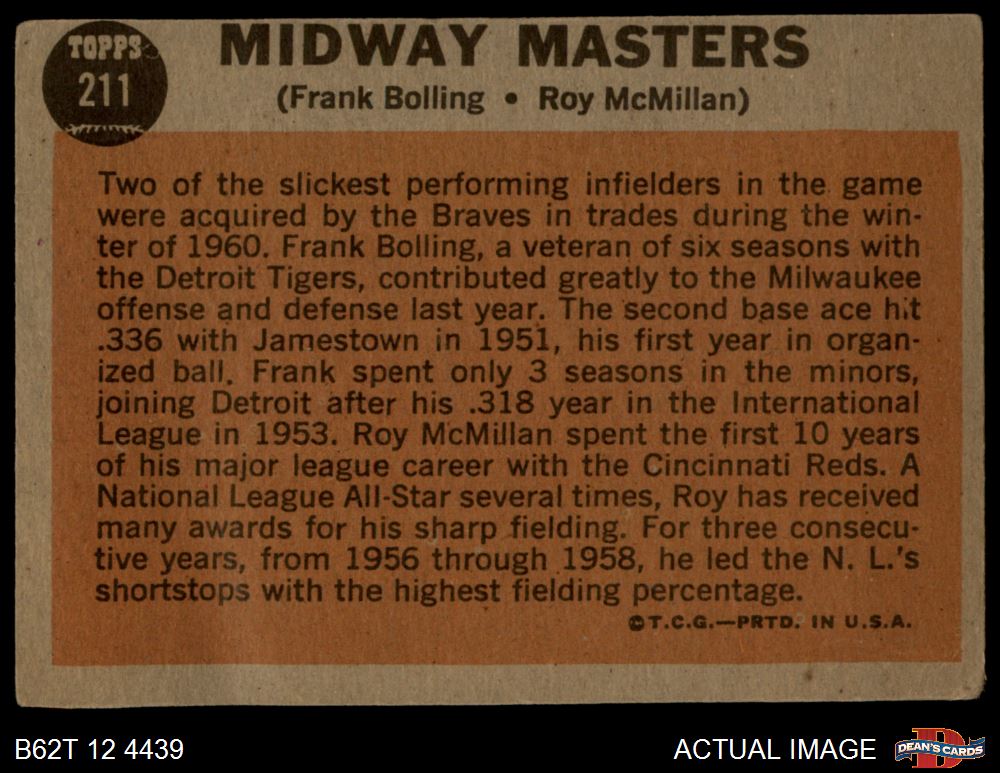 TOPPS
211
MIDWAY MASTERS
(Frank Bolling • Roy McMillan)
Two of the slickest performing infielders in the game
were acquired by the Braves in trades during the win-
ter of 1960. Frank Bolling, a veteran of six seasons with
the Detroit Tigers, contributed greatly to the Milwaukee
offense and defense last year. The second base ace hit
.336 with Jamestown in 1951, his first year in organ-
ized ball. Frank spent only 3 seasons in the minors,
joining Detroit after his .318 year in the International
League in 1953. Roy McMillan spent the first 10 years
of his major league career with the Cincinnati Reds. A
National League All-Star several times, Roy has received
many awards for his sharp fielding. For three consecu-
tive years, from 1956 through 1958, he led the N. L.'s
shortstops with the highest fielding percentage.
©T.C.G.—PRTD. IN U.S.A.
B62T 12 4439
ACTUAL IMAGE
D
DEAN'S CARDS